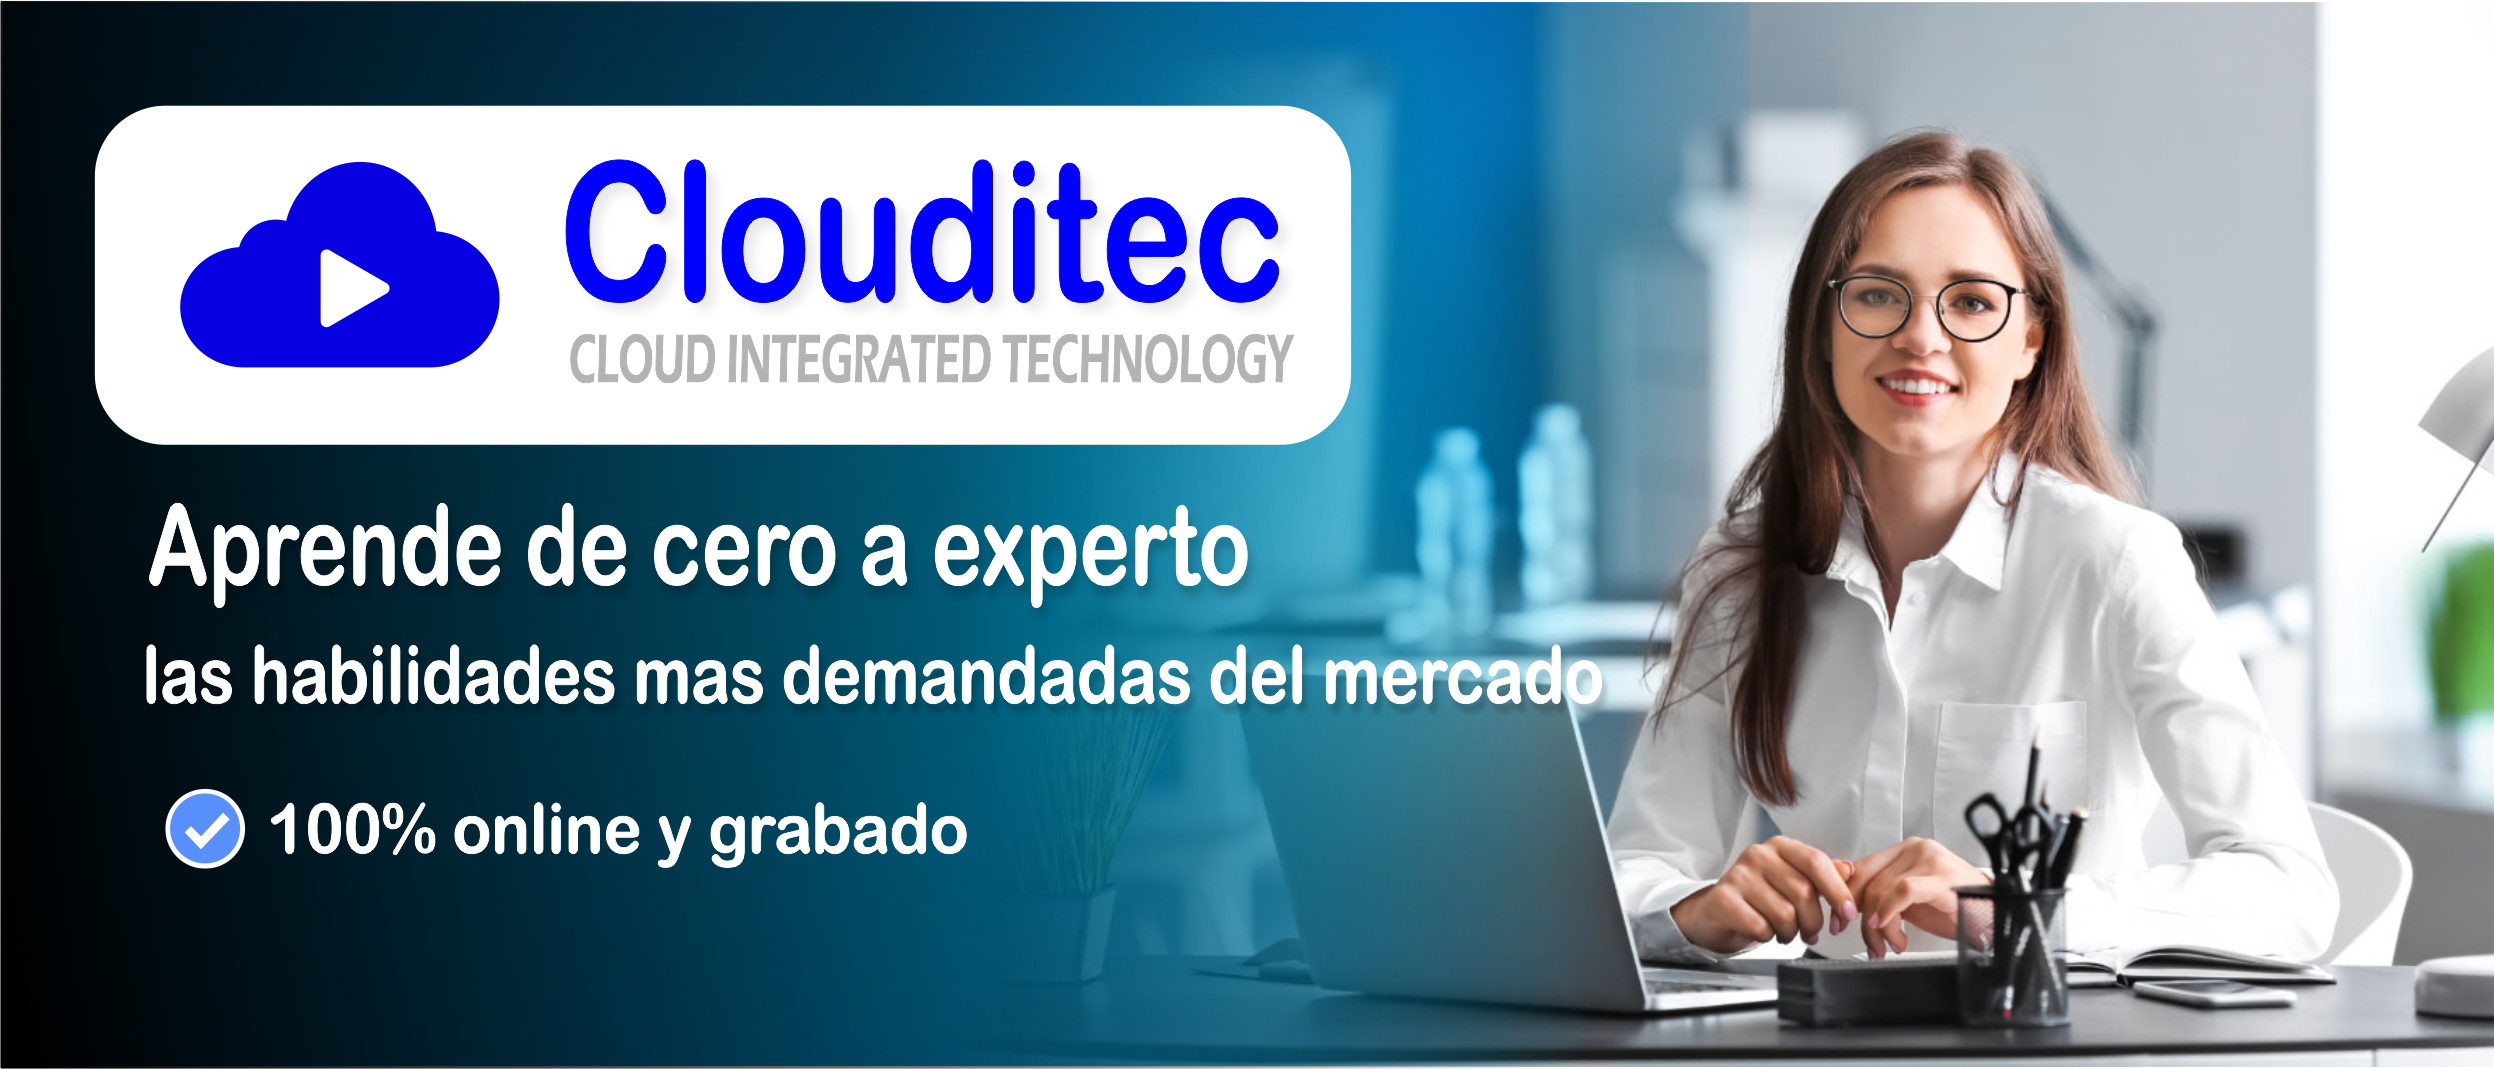 Clouditec
CLOUD INTEGRATED TECHNOLOGY
Aprende de cero a experto
las habilidades mas demandadas del mercado
100% online y grabado